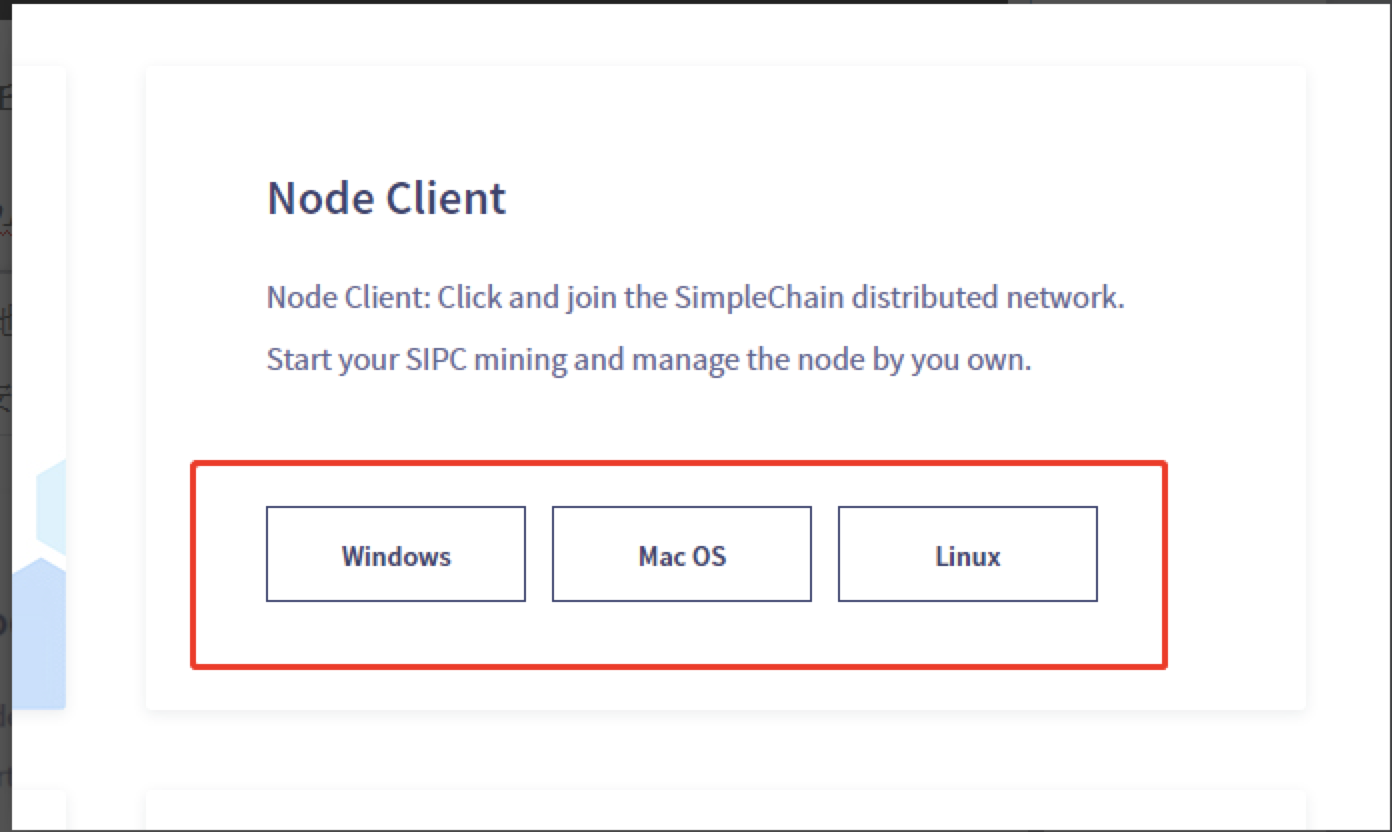 Node Client
Node Client: Click and join the SimpleChain distributed network.
Start your SIPC mining and manage the node by you own.
Windows
Mac OS
Linux